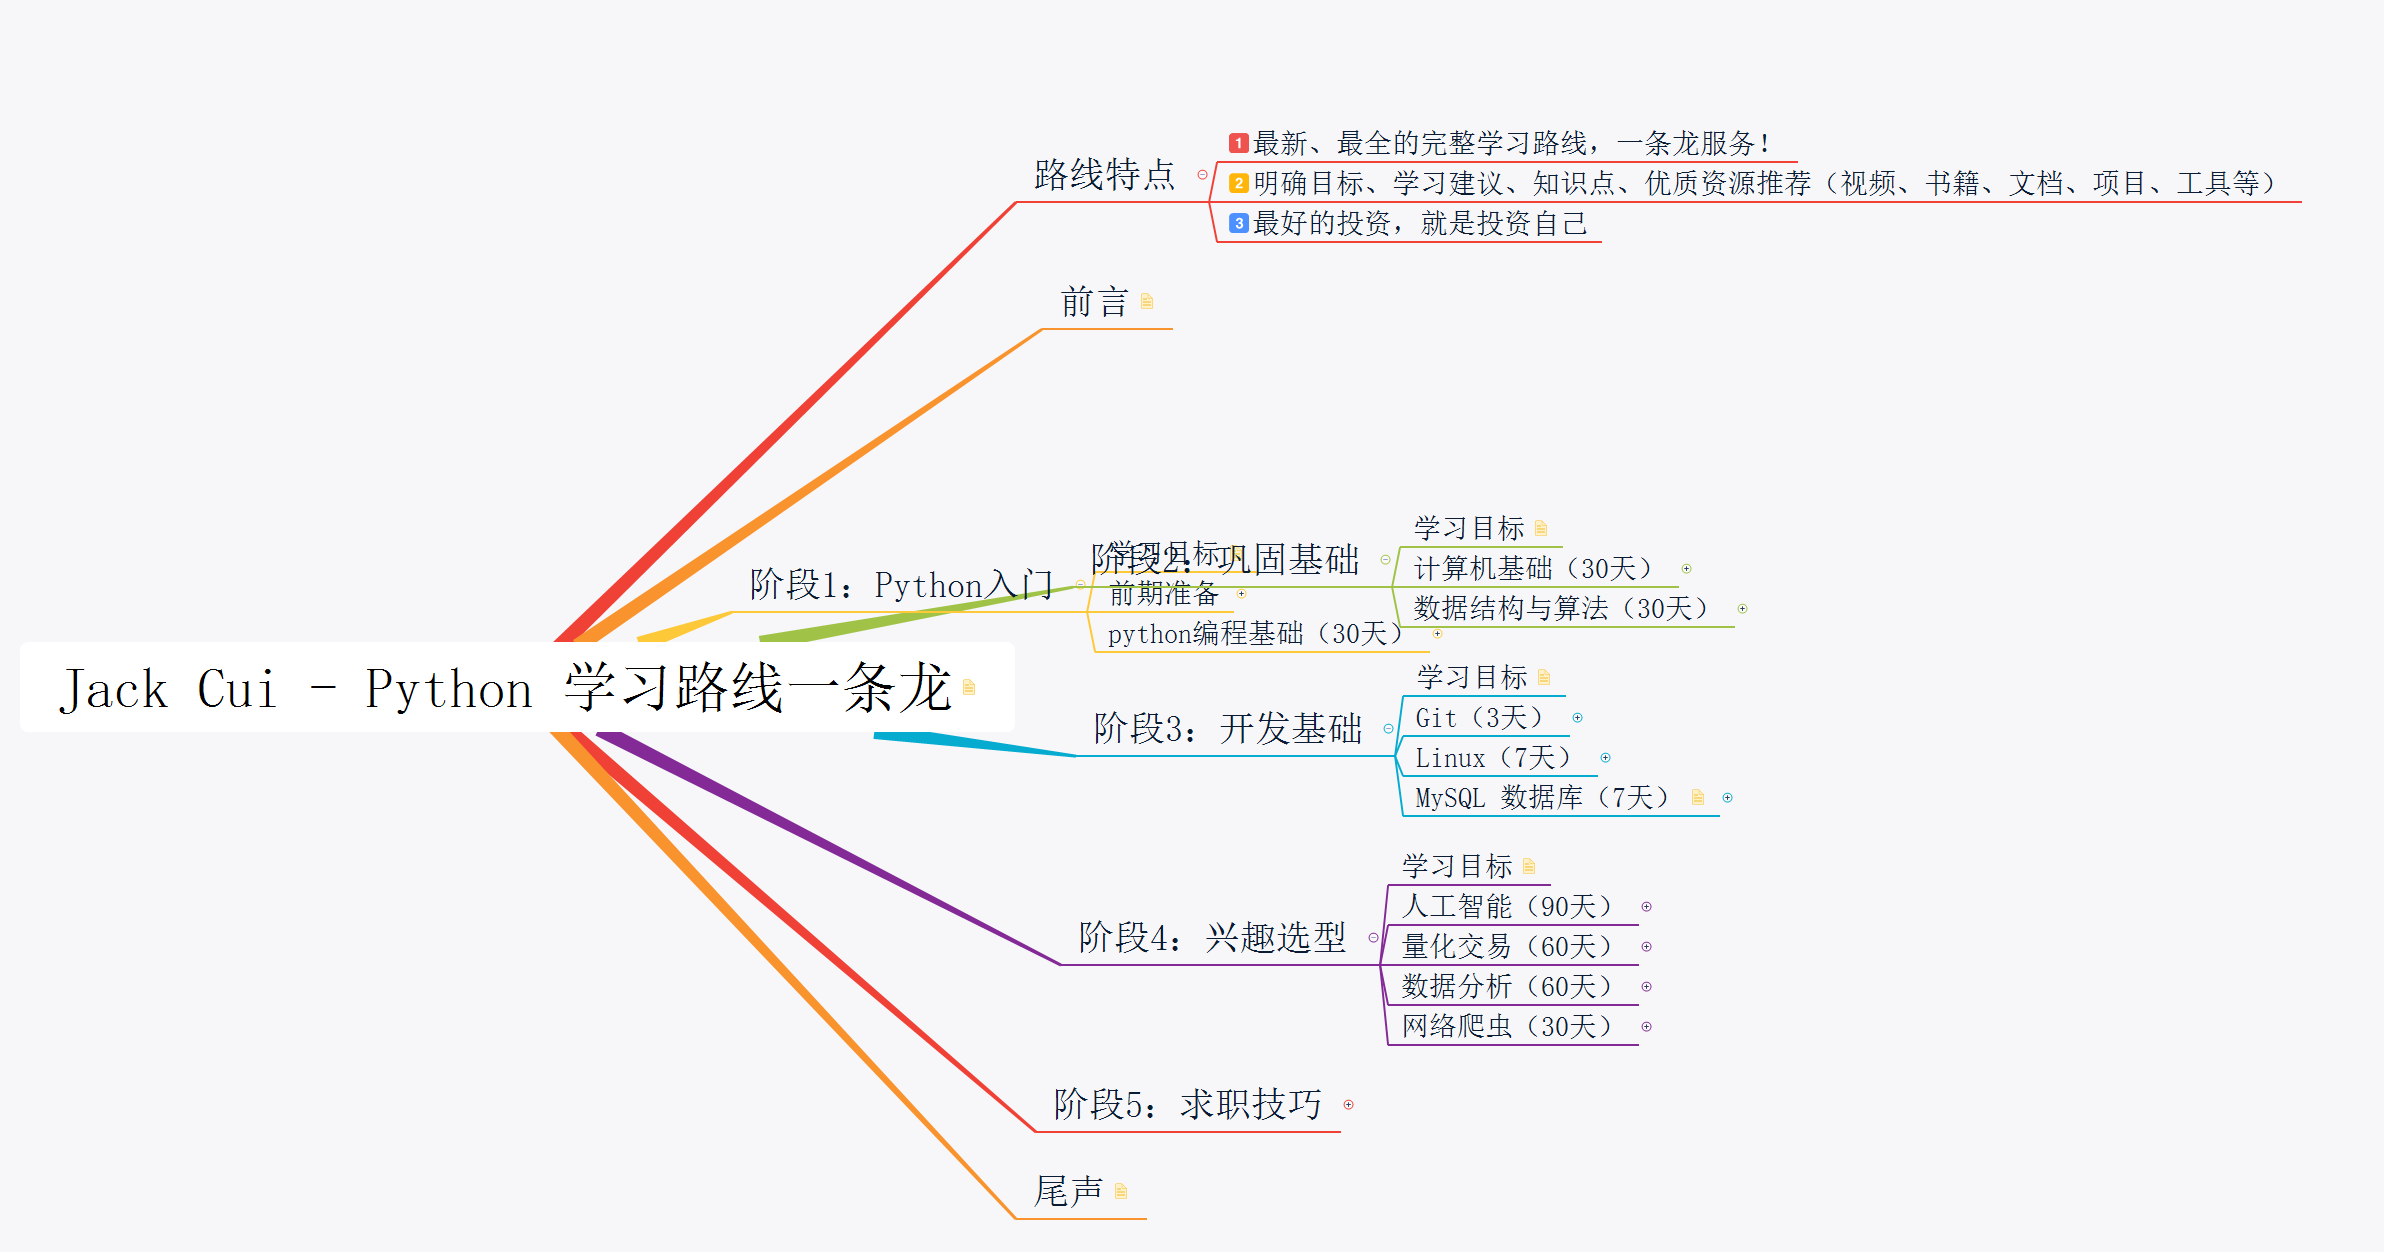 Jack Cui - Python 学习路线一条龙
路线特点
1 最新、最全的完整学习路线，一条龙服务！
2 明确目标、学习建议、知识点、优质资源推荐（视频、书籍、文档、项目、工具等）
3 最好的投资，就是投资自己
前言
阶段1：Python入门
学习目标
前期准备
python编程基础（30天）
阶段2：巩固基础
学习目标
计算机基础（30天）
数据结构与算法（30天）
阶段3：开发基础
学习目标
Git（3天）
Linux（7天）
MySQL 数据库（7天）
阶段4：兴趣选型
学习目标
人工智能（90天）
量化交易（60天）
数据分析（60天）
网络爬虫（30天）
阶段5：求职技巧
尾声